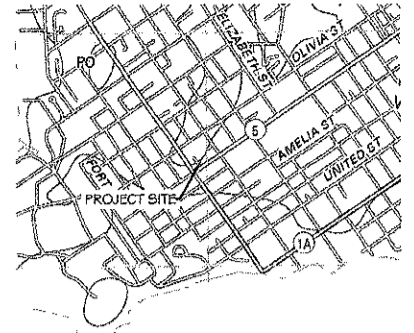 ELIZABETH ST
OLIVIA ST
PO
5
AMELIA ST
UNITED ST
FORT
PROJECT SITE
1A